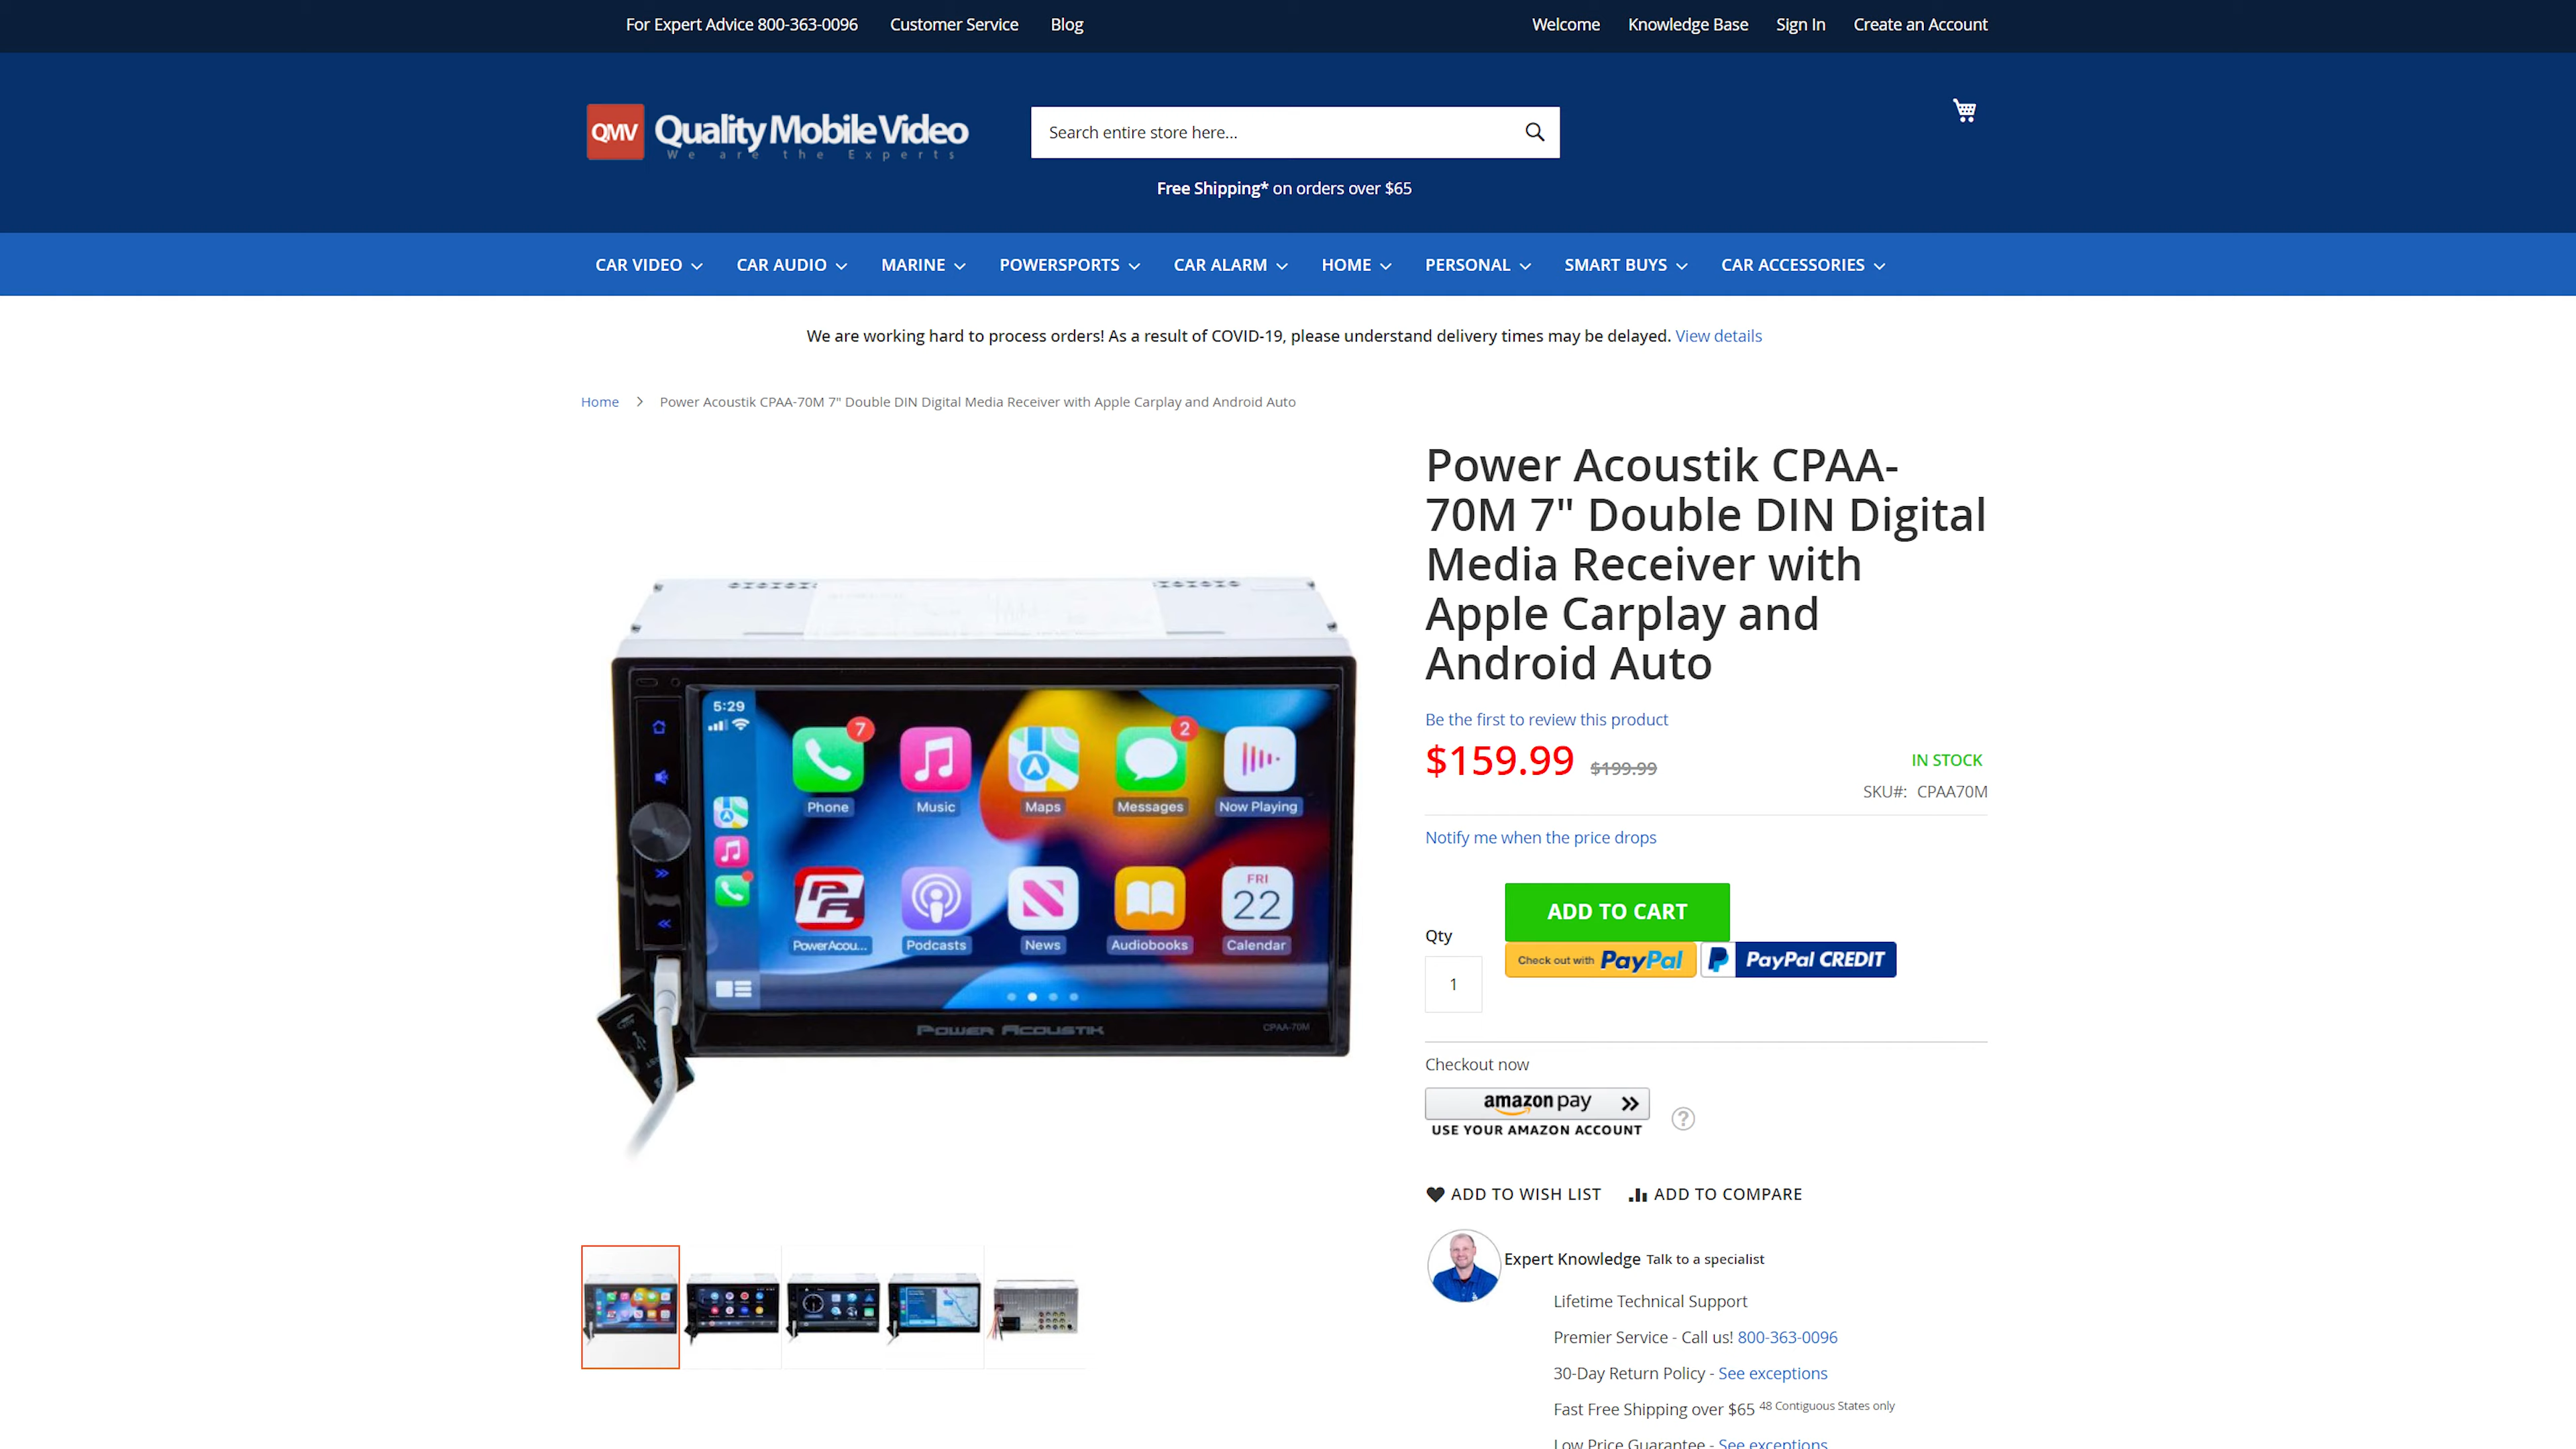 For Expert Advice 800-363-0096 Customer Service Blog Welcome Knowledge Base Sign In Create an Account
QMV Quality Mobile Video
We are the Experts
Search entire store here...
Free Shipping* on orders over $65
CAR VIDEO CAR AUDIO MARINE POWERSPORTS CAR ALARM HOME PERSONAL SMART BUYS CAR ACCESSORIES
We are working hard to process orders! As a result of COVID-19, please understand delivery times may be delayed. View details
Home Power Acoustik CPAA-70M 7" Double DIN Digital Media Receiver with Apple Carplay and Android Auto
5:29
7
2
Phone Music Maps Messages Now Playing
FRI
22
PowerAcou... Podcasts News Audiobooks Calendar
POWER ACOUSTIK
CPAA-70M
Power Acoustik CPAA-
70M 7" Double DIN Digital
Media Receiver with
Apple Carplay and
Android Auto
Be the first to review this product
$159.99 $199.99
IN STOCK
SKU#: CPAA70M
Notify me when the price drops
Qty
1
ADD TO CART
Check out with PayPal
PayPal CREDIT
Checkout now
amazon pay
USE YOUR AMAZON ACCOUNT
?
ADD TO WISH LIST ADD TO COMPARE
Expert Knowledge Talk to a specialist
Lifetime Technical Support
Premier Service - Call us! 800-363-0096
30-Day Return Policy - See exceptions
Fast Free Shipping over $65 48 Contiguous States only
Low Price Guarantee - See exceptions